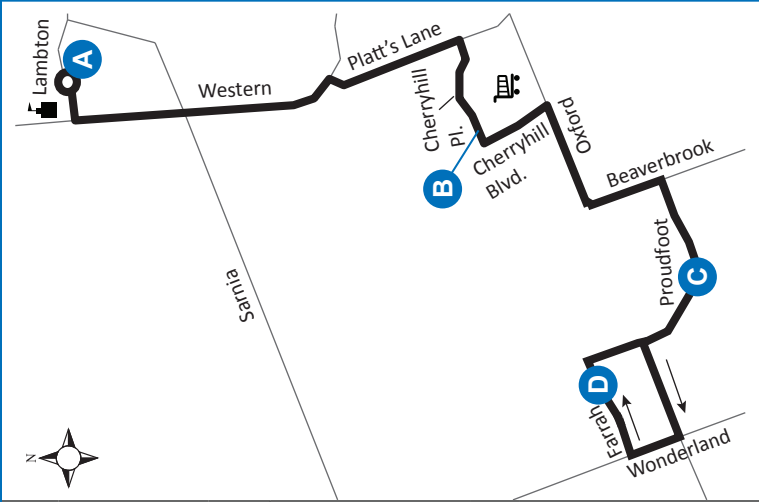 Lambton
A
Western
Platt's Lane
Cherryhill
Pl.
B
Cherryhill
Blvd.
Oxford
Beaverbrook
Proudfoot
C
Sarnia
D
Farrah
Wonderland
N